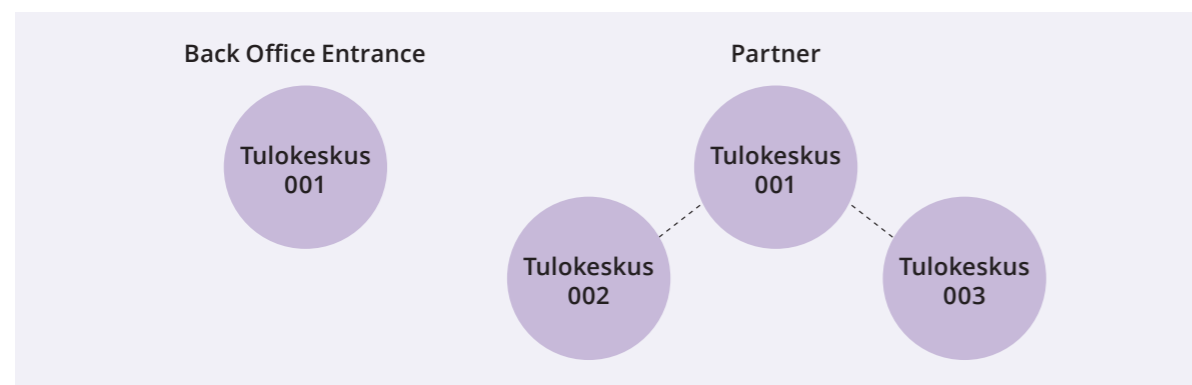 Back Office Entrance
Tulokeskus
001
Partner
Tulokeskus
001
Tulokeskus
002
Tulokeskus
003